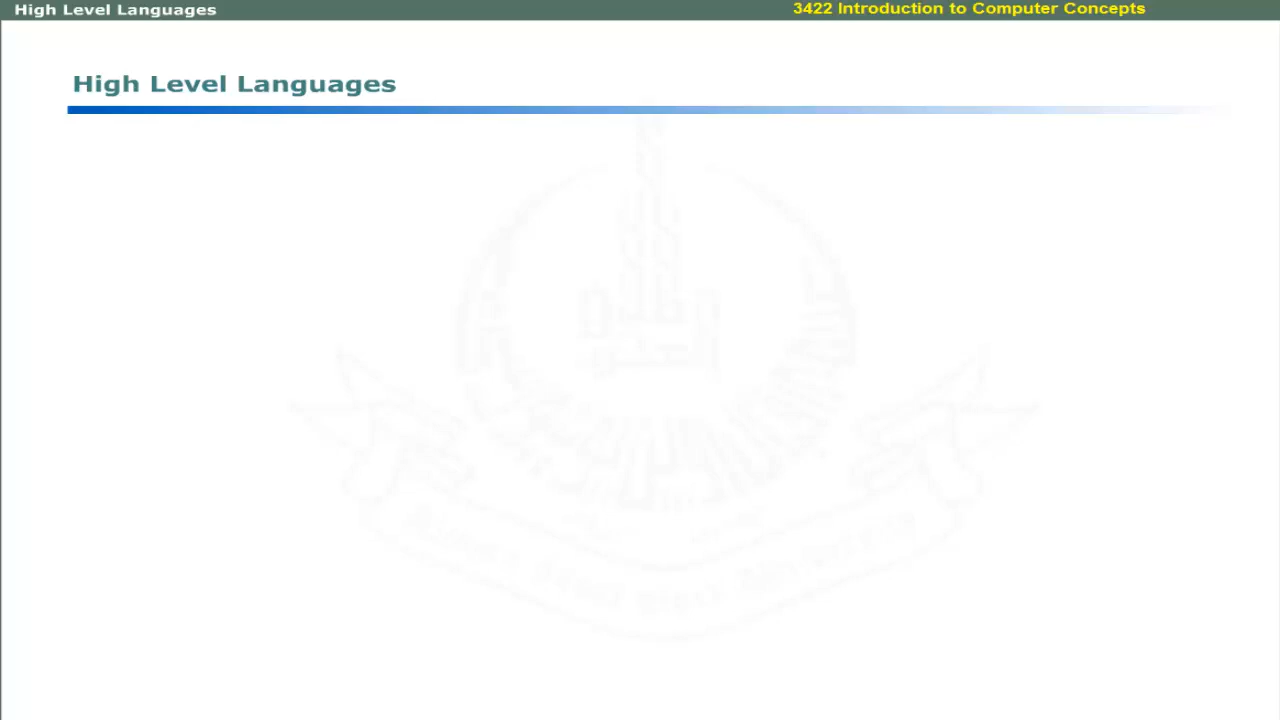 High Level Languages
3422 Introduction to Computer Concepts
High Level Languages